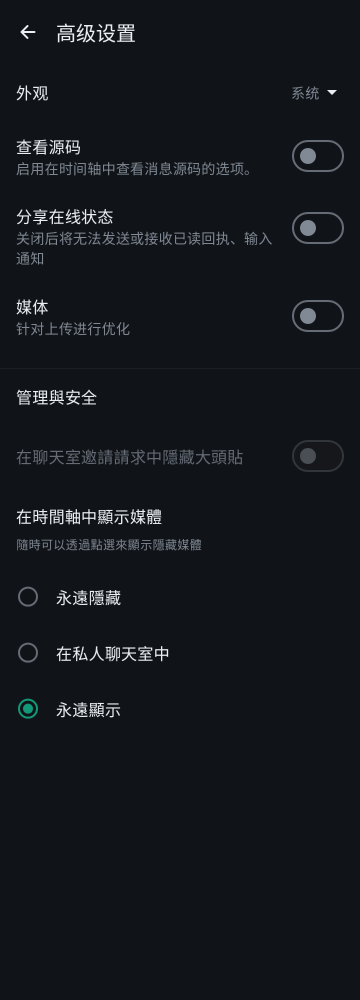 高级设置
外观
系统
查看源码
启用在时间轴中查看消息源码的选项。
分享在线状态
关闭后将无法发送或接收已读回执、输入
通知
媒体
针对上传进行优化
管理與安全
在聊天室邀請請求中隱藏大頭貼
在時間軸中顯示媒體
隨時可以透過點選來顯示隱藏媒體
永遠隱藏
在私人聊天室中
永遠顯示